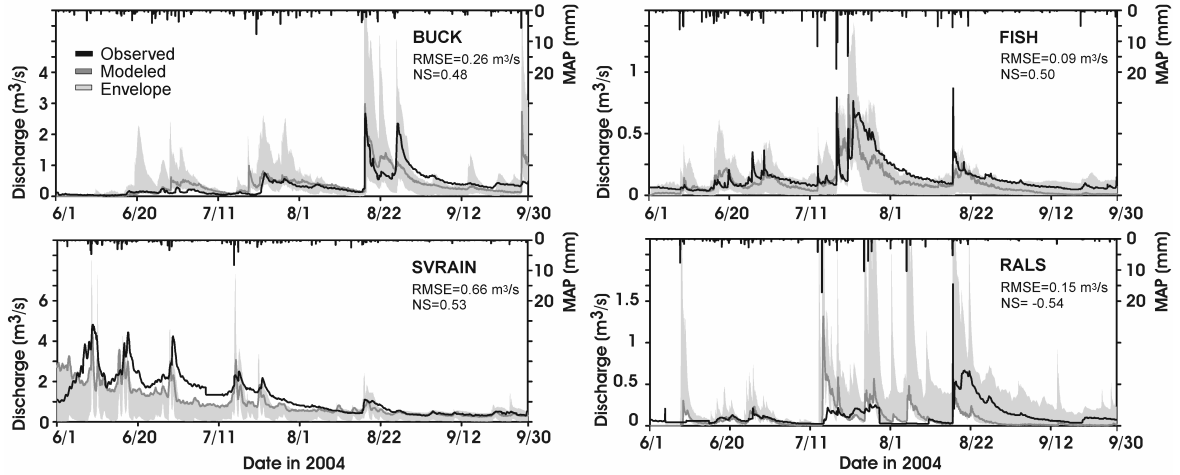 BUCK
RMSE=0.26 m3/s
NS=0.48
Observed
Modeled
Envelope
Discharge (m3/s)
4
3
2
1
0
MAP (mm)
0
10
20
6/1 6/20 7/11 8/1 8/22 9/12 9/30
FISH
RMSE=0.09 m3/s
NS=0.50
Discharge (m3/s)
1
0.5
0
MAP (mm)
0
10
20
6/1 6/20 7/11 8/1 8/22 9/12 9/30
SVRAIN
RMSE=0.66 m3/s
NS=0.53
Discharge (m3/s)
6
4
2
0
MAP (mm)
0
10
20
6/1 6/20 7/11 8/1 8/22 9/12 9/30
Date in 2004
RALS
RMSE=0.15 m3/s
NS= -0.54
Discharge (m3/s)
1.5
1
0.5
0
MAP (mm)
0
10
20
6/1 6/20 7/11 8/1 8/22 9/12 9/30
Date in 2004